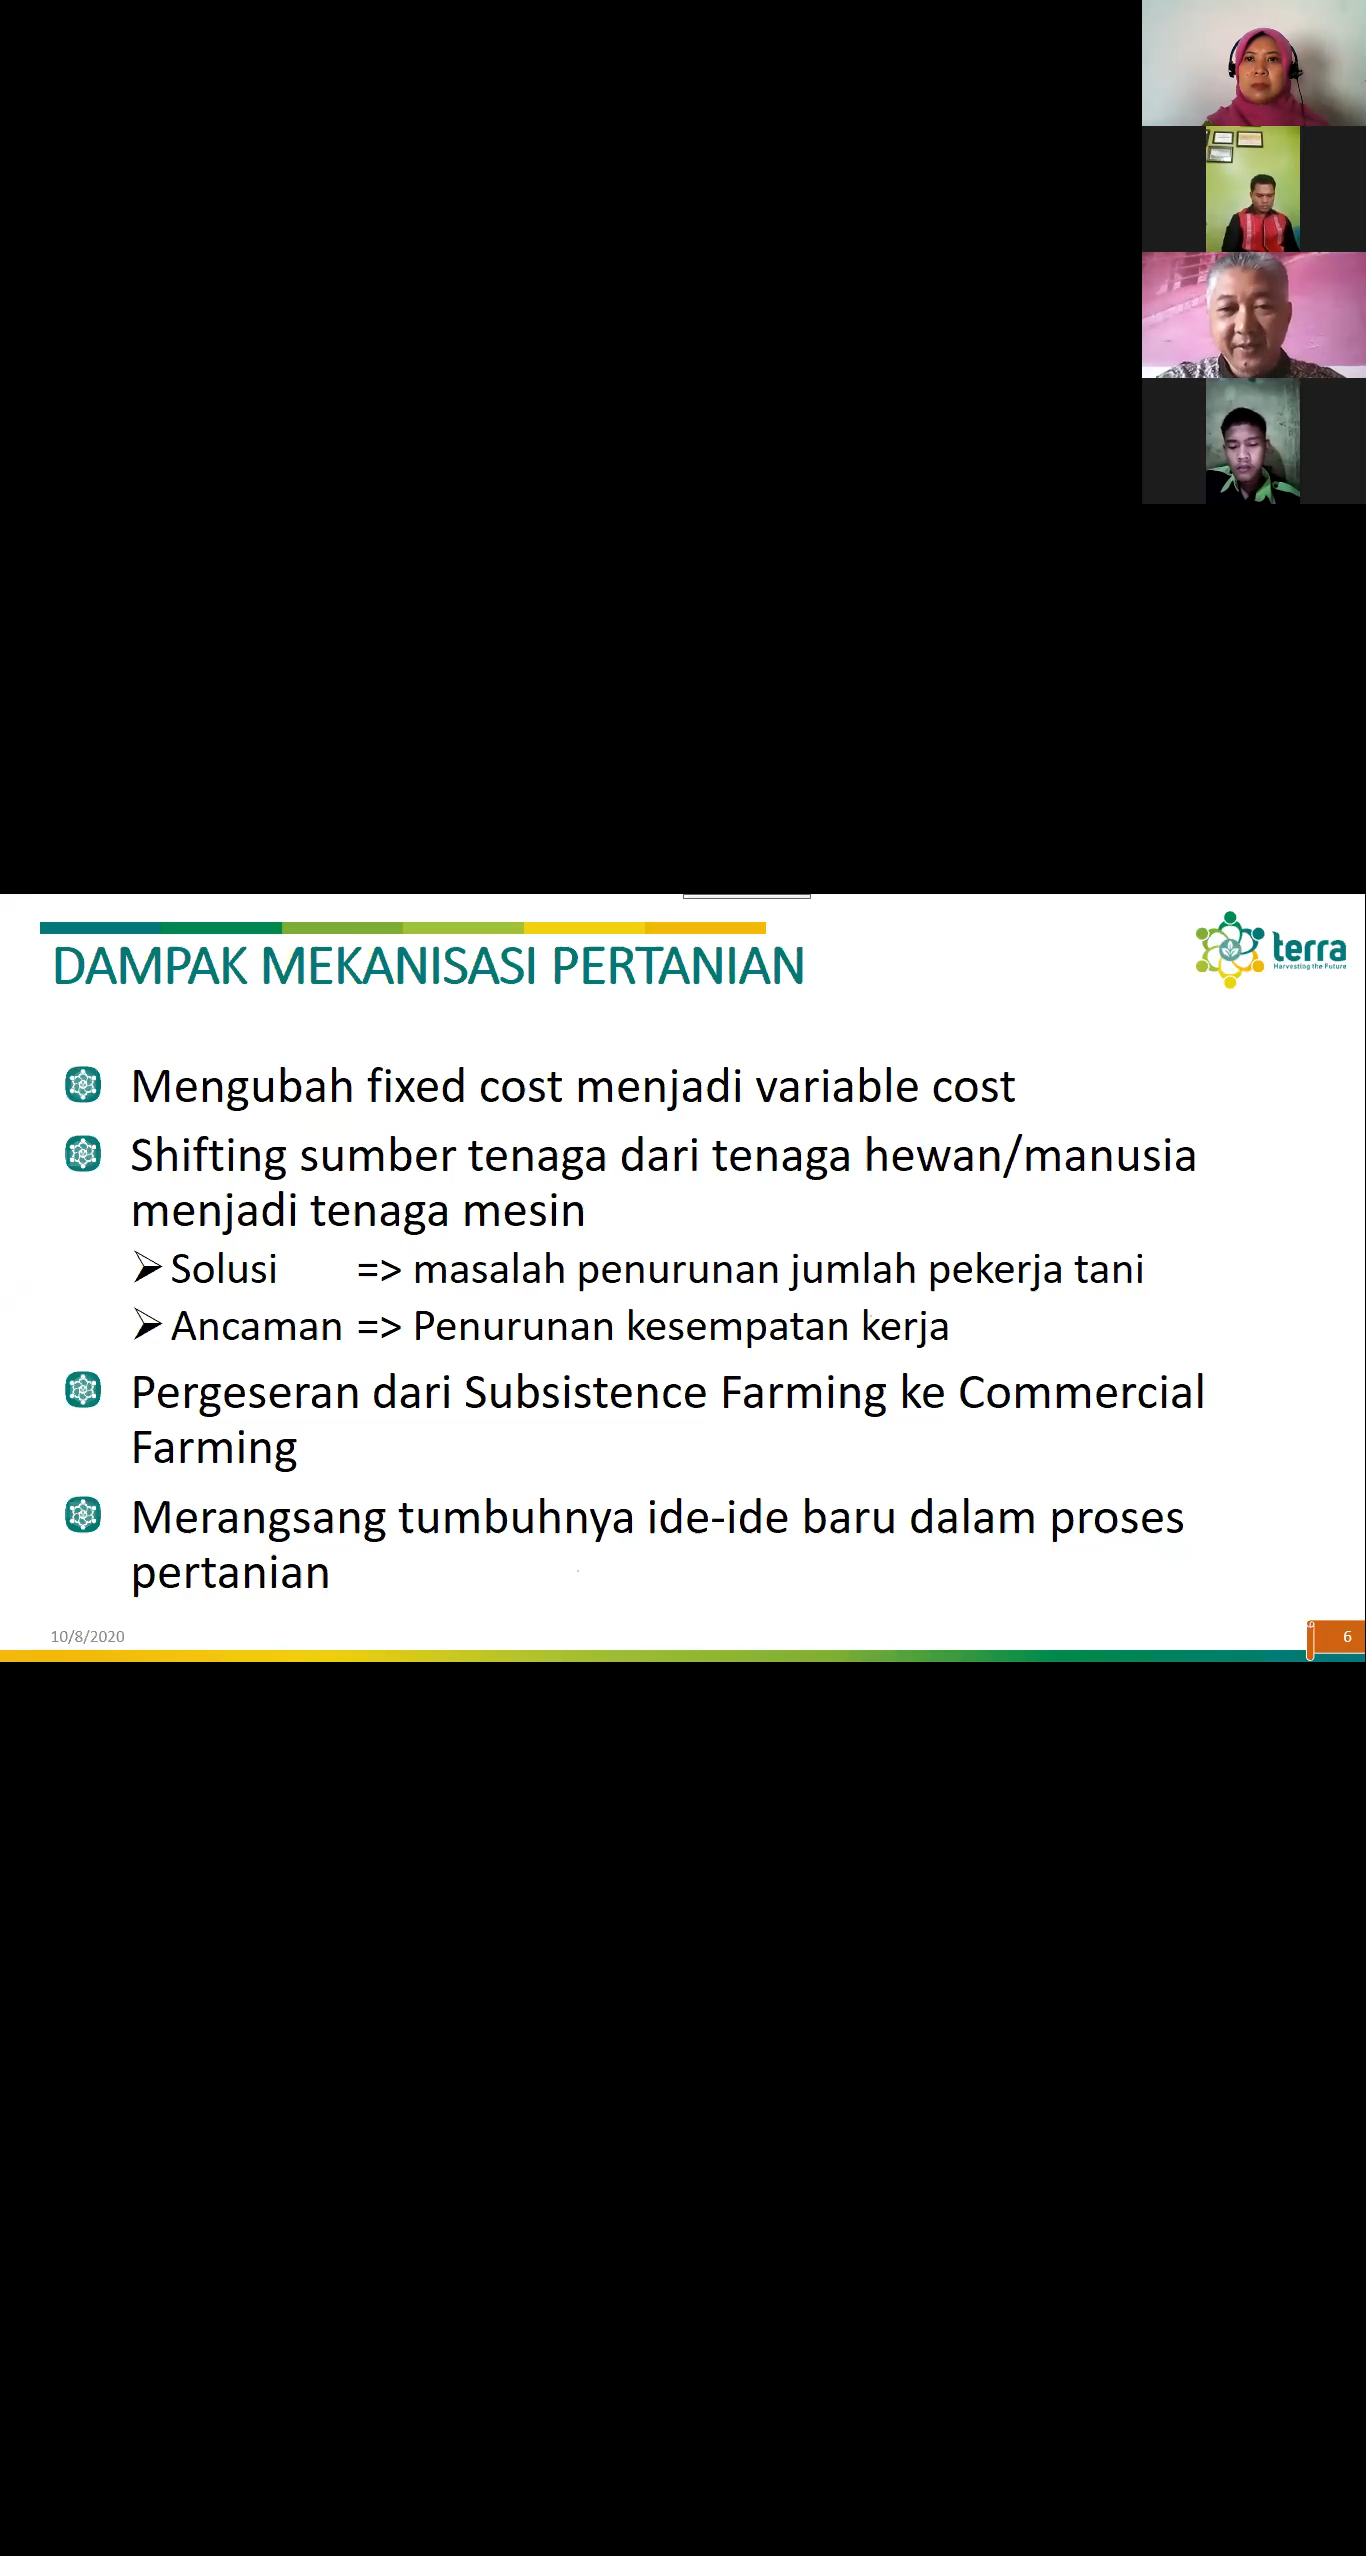 DAMPAK MEKANISASI PERTANIAN
terra
Harvesting the Future
Mengubah fixed cost menjadi variable cost
Shifting sumber tenaga dari tenaga hewan/manusia
menjadi tenaga mesin
➢ Solusi => masalah penurunan jumlah pekerja tani
➢ Ancaman => Penurunan kesempatan kerja
Pergeseran dari Subsistence Farming ke Commercial
Farming
Merangsang tumbuhnya ide-ide baru dalam proses
pertanian
10/8/2020
6